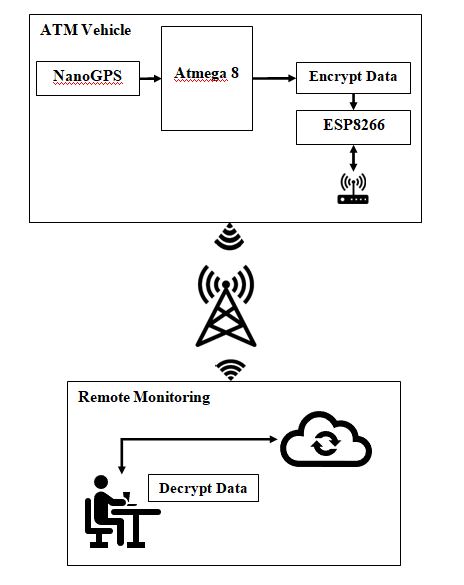 ATM Vehicle
NanoGPS
Atmega 8
Encrypt Data
ESP8266
Remote Monitoring
Decrypt Data